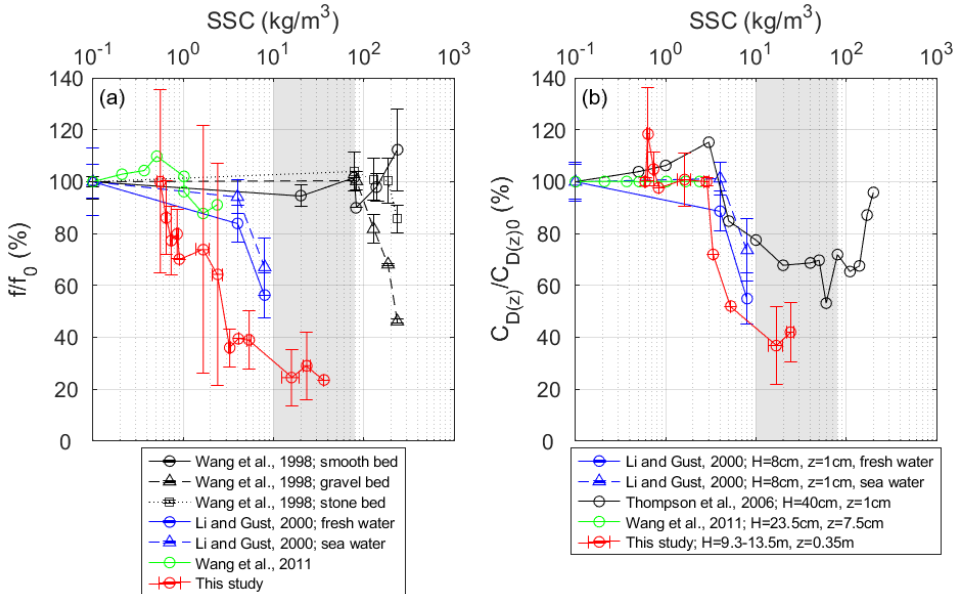 SSC (kg/m³)
10⁻¹ 10⁰ 10¹ 10² 10³
140
120
100
80
60
40
20
0
f/f₀ (%)
(a)
Wang et al., 1998; smooth bed
Wang et al., 1998; gravel bed
Wang et al., 1998; stone bed
Li and Gust, 2000; fresh water
Li and Gust, 2000; sea water
Wang et al., 2011
This study
SSC (kg/m³)
10⁻¹ 10⁰ 10¹ 10² 10³
140
120
100
80
60
40
20
0
C_D(z)/C_D(z)0 (%)
(b)
Li and Gust, 2000; H=8cm, z=1cm, fresh water
Li and Gust, 2000; H=8cm, z=1cm, sea water
Thompson et al., 2006; H=40cm, z=1cm
Wang et al., 2011; H=23.5cm, z=7.5cm
This study; H=9.3-13.5m, z=0.35m